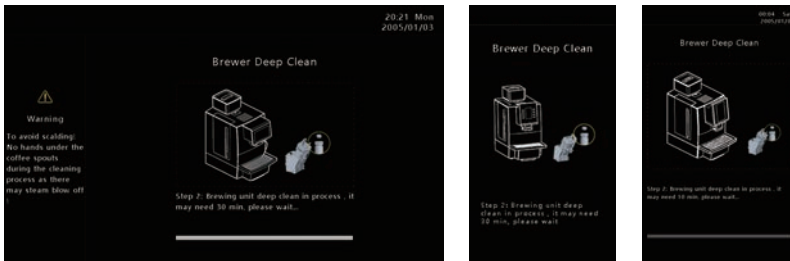 20:21 Mon
2005/01/03
Brewer Deep Clean
Warning
To avoid scalding:
No hands under the
coffee spouts
during the cleaning
process as there
may steam blow off
!
Step 2: Brewing unit deep clean in process , it
may need 30 min, please wait...
Brewer Deep Clean
Step 2: Brewing unit deep
clean in process , it may need
30 min, please wait
Brewer Deep Clean
Step 2: Brewing unit deep clean in process , it
may need 30 min, please wait...